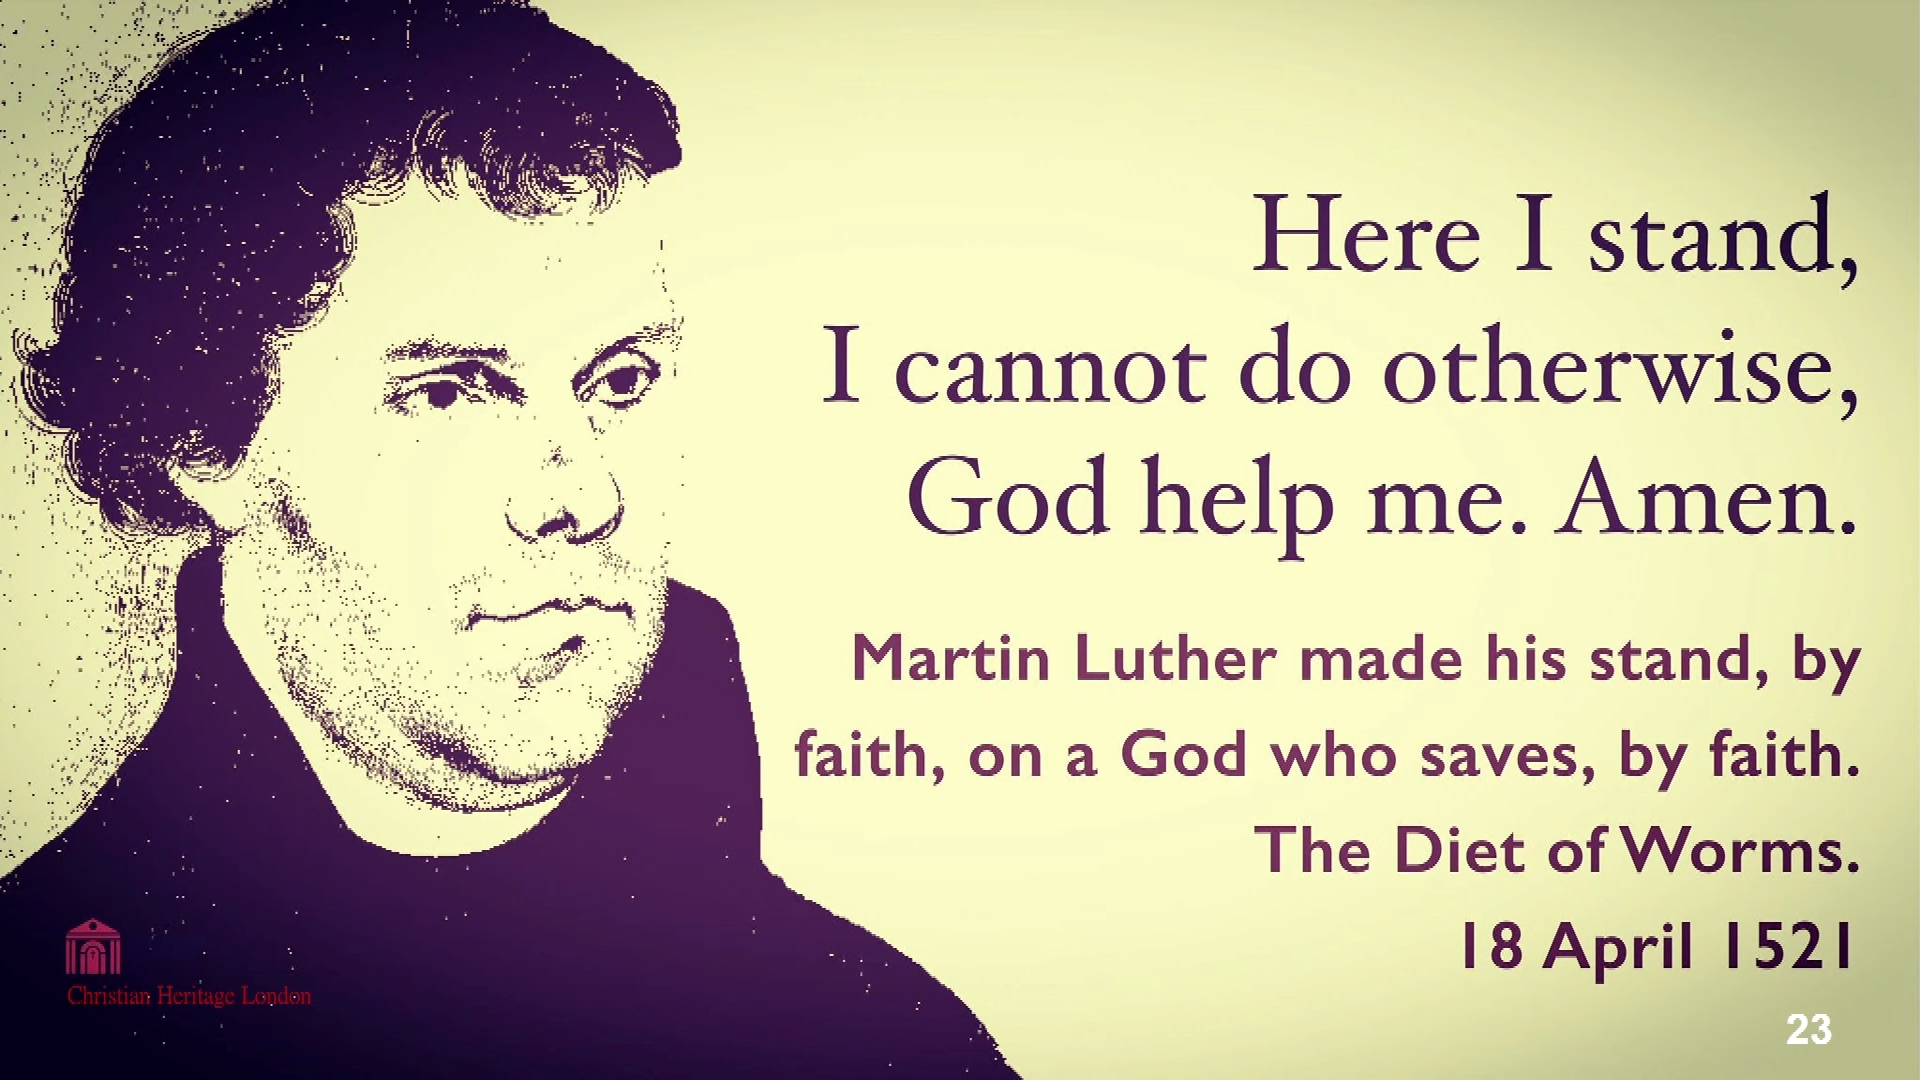 Here I stand,
I cannot do otherwise,
God help me. Amen.
Martin Luther made his stand, by
faith, on a God who saves, by faith.
The Diet of Worms.
18 April 1521
Christian Heritage London
23